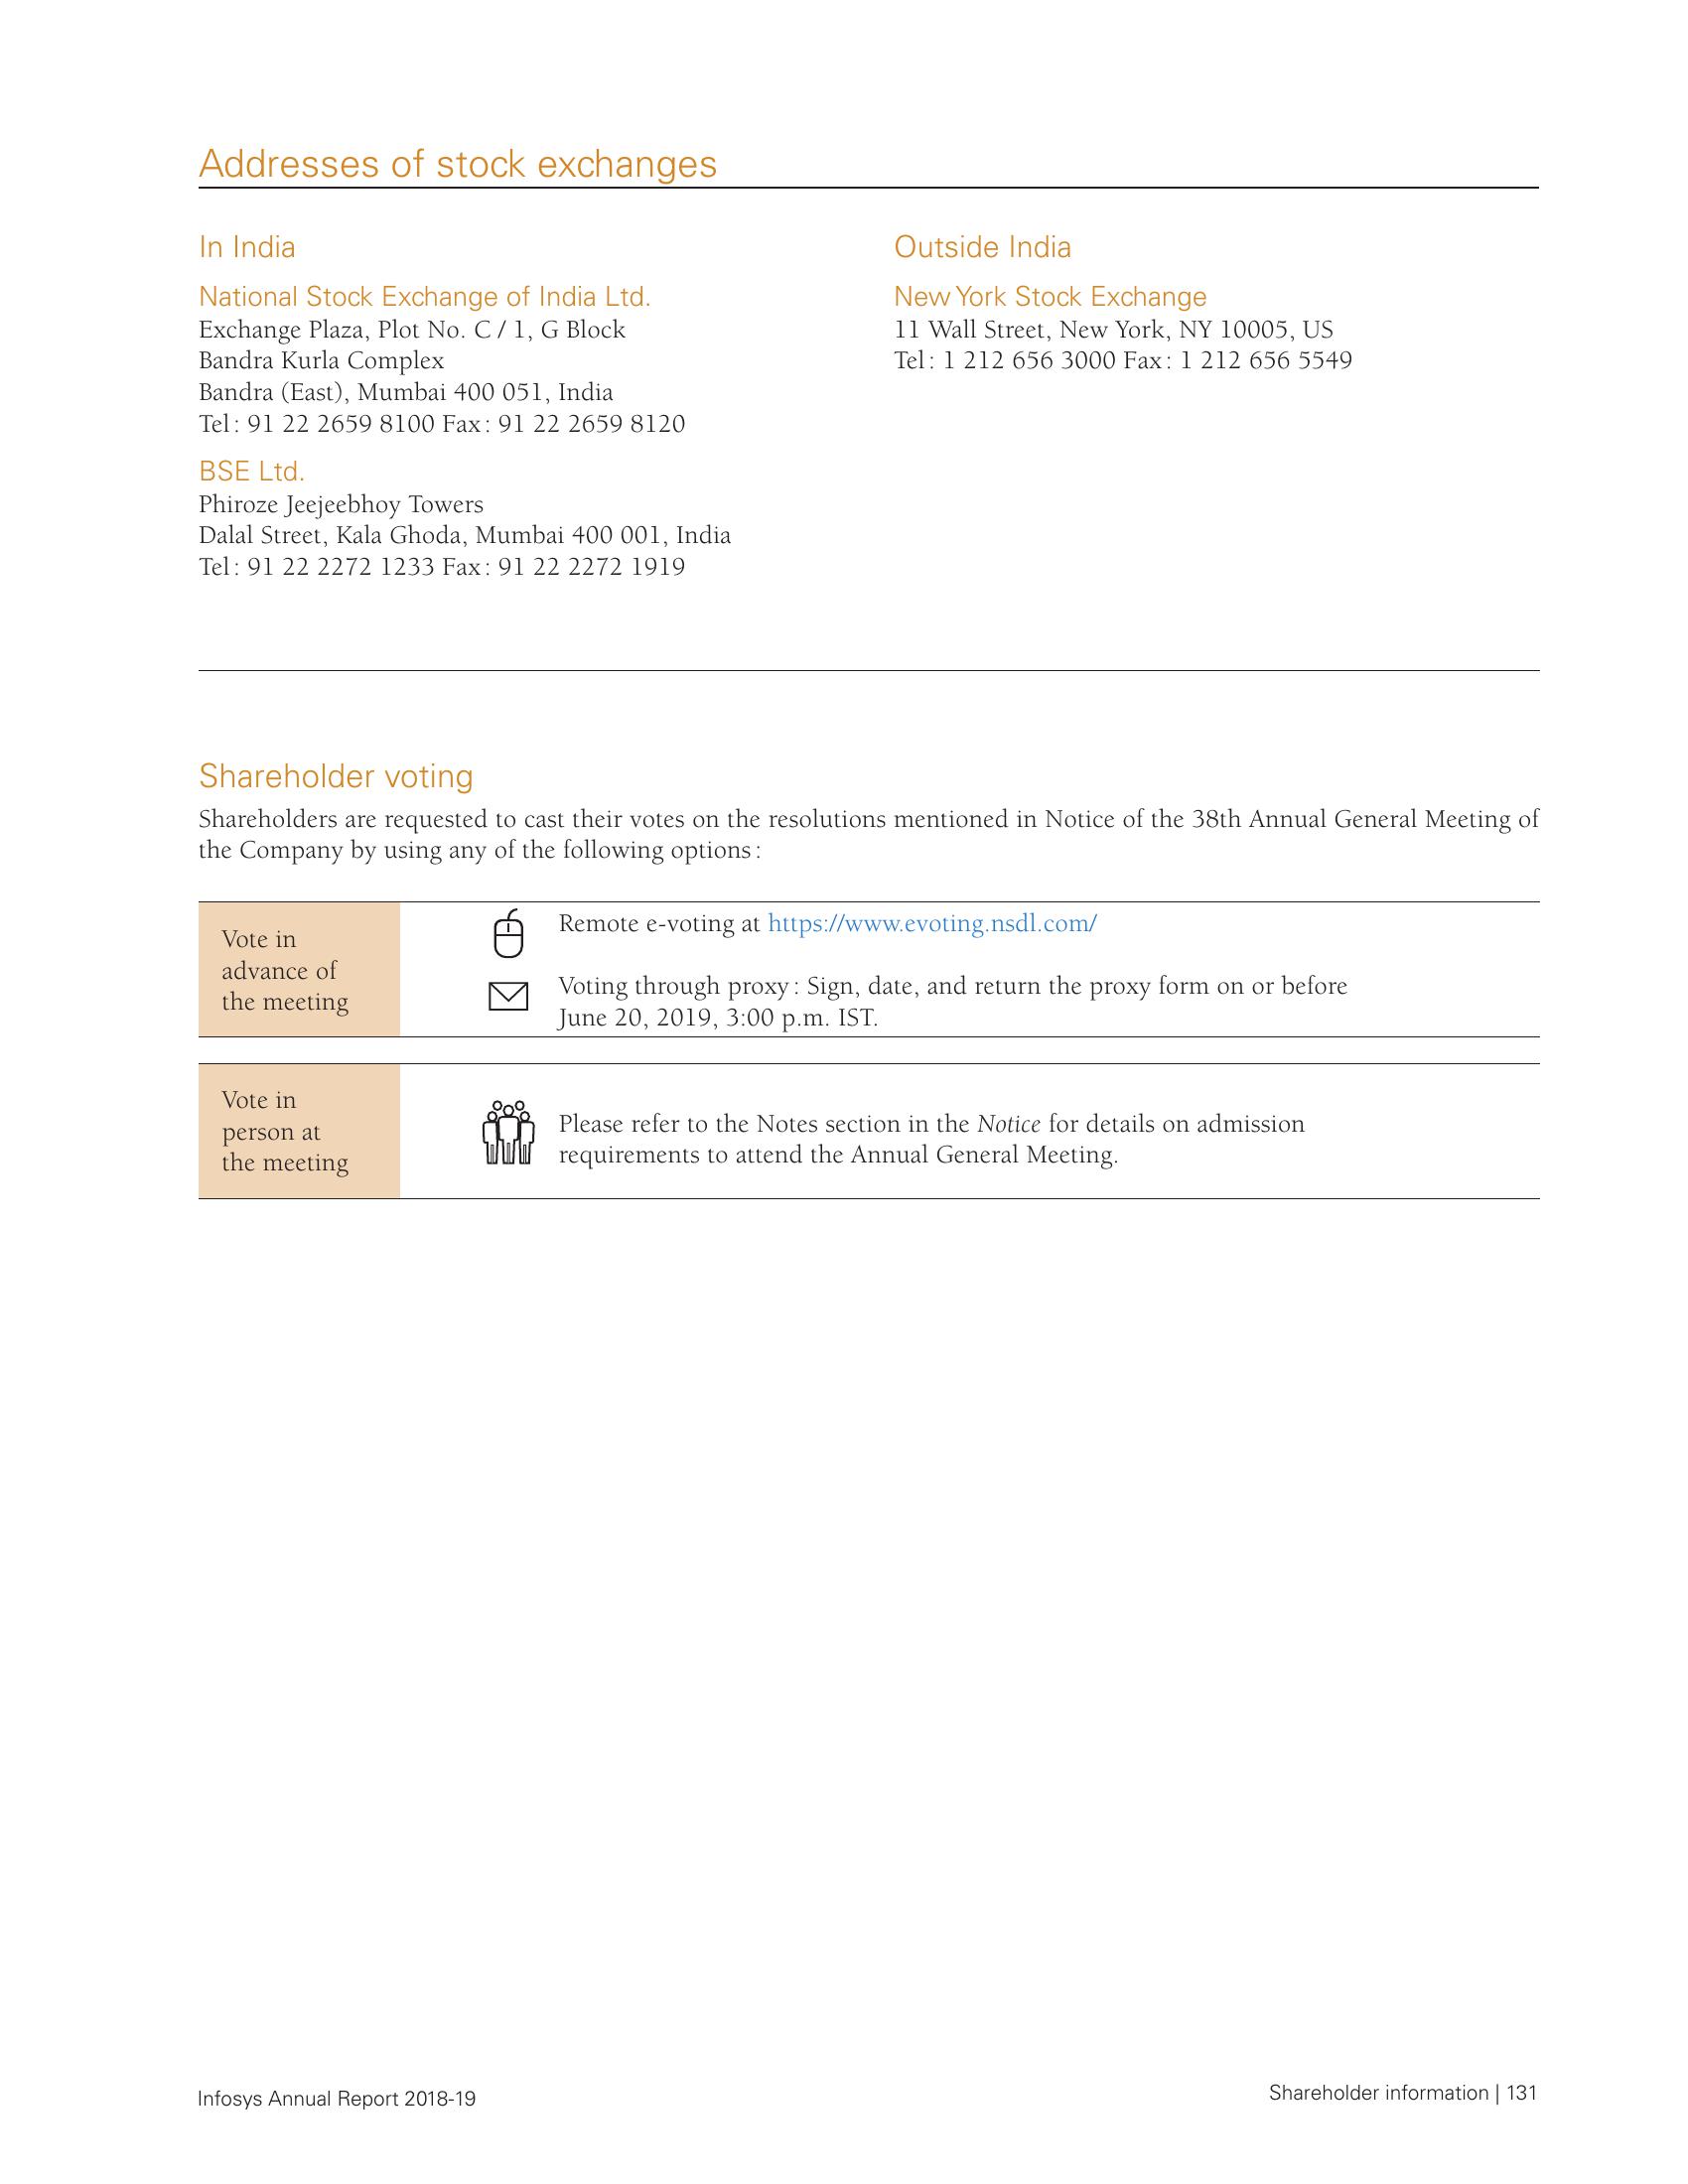 Addresses of stock exchanges
In India
National Stock Exchange of India Ltd.
Exchange Plaza, Plot No. C / 1, G Block
Bandra Kurla Complex
Bandra (East), Mumbai 400 051, India
Tel : 91 22 2659 8100 Fax : 91 22 2659 8120
BSE Ltd.
Phiroze Jeejeebhoy Towers
Dalal Street, Kala Ghoda, Mumbai 400 001, India
Tel : 91 22 2272 1233 Fax : 91 22 2272 1919
Outside India
New York Stock Exchange
11 Wall Street, New York, NY 10005, US
Tel : 1 212 656 3000 Fax : 1 212 656 5549
Shareholder voting
Shareholders are requested to cast their votes on the resolutions mentioned in Notice of the 38th Annual General Meeting of
the Company by using any of the following options :
Vote in
advance of
the meeting
Remote e-voting at https://www.evoting.nsdl.com/
Voting through proxy : Sign, date, and return the proxy form on or before
June 20, 2019, 3:00 p.m. IST.
Vote in
person at
the meeting
Please refer to the Notes section in the Notice for details on admission
requirements to attend the Annual General Meeting.
Infosys Annual Report 2018-19
Shareholder information | 131